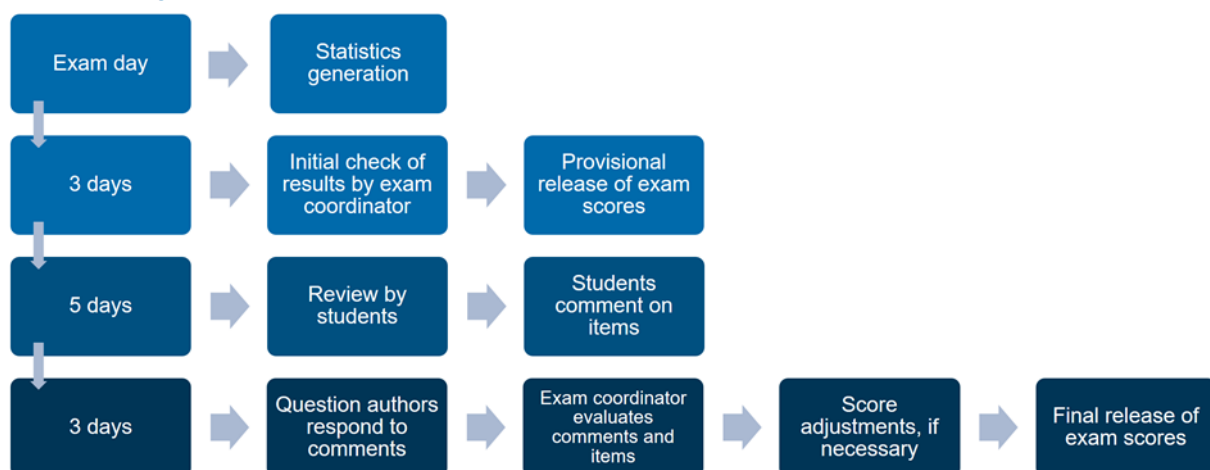 Exam day
Statistics
generation
3 days
Initial check of
results by exam
coordinator
Provisional
release of exam
scores
5 days
Review by
students
Students
comment on
items
3 days
Question authors
respond to
comments
Exam coordinator
evaluates
comments and
items
Score
adjustments, if
necessary
Final release of
exam scores